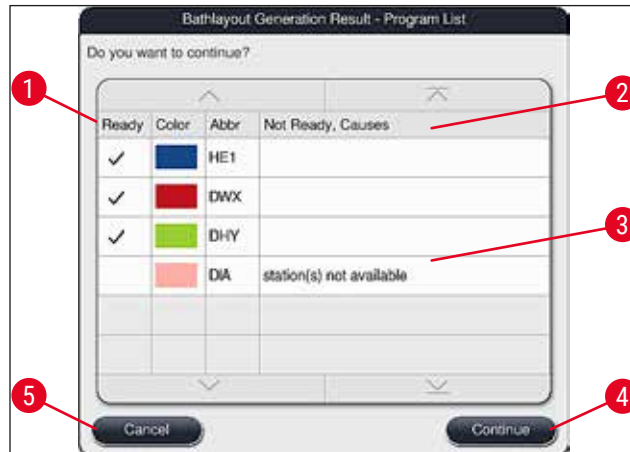 Bathlayout Generation Result - Program List
Do you want to continue?
1
2
Ready Color Abbr Not Ready, Causes
✓ HE1
✓ DWX
✓ DHY
3
DIA station(s) not available
5
4
Cancel Continue